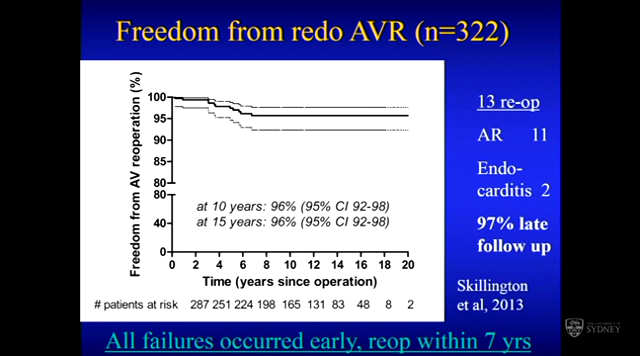 Freedom from redo AVR (n=322)
Freedom from AV reoperation (%)
100
95
90
85
80
80
40
0
at 10 years: 96% (95% CI 92-98)
at 15 years: 96% (95% CI 92-98)
0 2 4 6 8 10 12 14 16 18 20
Time (years since operation)
# patients at risk 287 251 224 198 165 131 83 48 8 2
13 re-op
AR 11
Endo-
carditis 2
97% late
follow up
Skillington
et al, 2013
SYDNEY
All failures occurred early, reop within 7 yrs